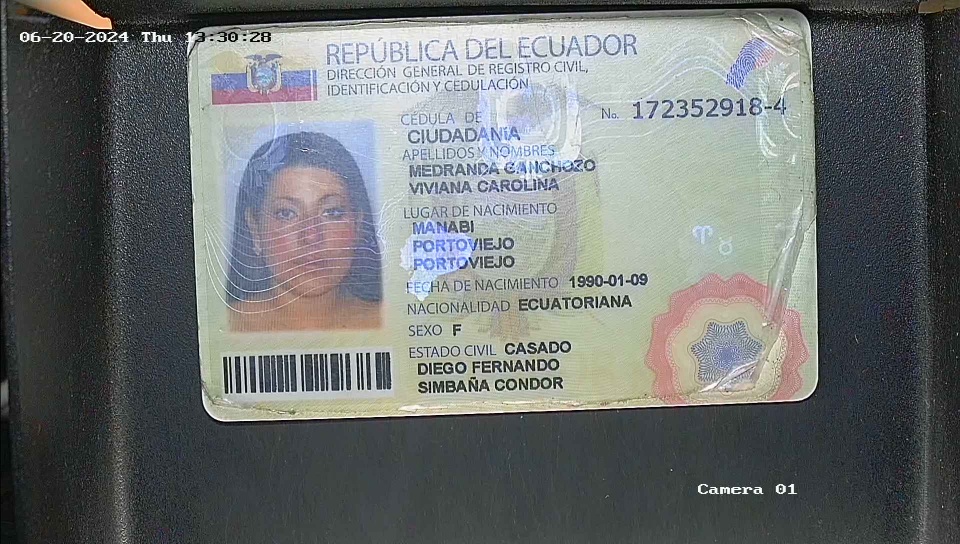 06-20-2024 Thu 13:30:28
REPÚBLICA DEL ECUADOR
DIRECCIÓN GENERAL DE REGISTRO CIVIL,
IDENTIFICACIÓN Y CEDULACIÓN
CÉDULA DE No. 172352918-4
CIUDADANÍA
APELLIDOS Y NOMBRES
MEDRANDA GANCHOZO
VIVIANA CAROLINA
LUGAR DE NACIMIENTO
MANABI
PORTOVIEJO
PORTOVIEJO
FECHA DE NACIMIENTO 1990-01-09
NACIONALIDAD ECUATORIANA
SEXO F
ESTADO CIVIL CASADO
DIEGO FERNANDO
SIMBAÑA CONDOR
Camera 01